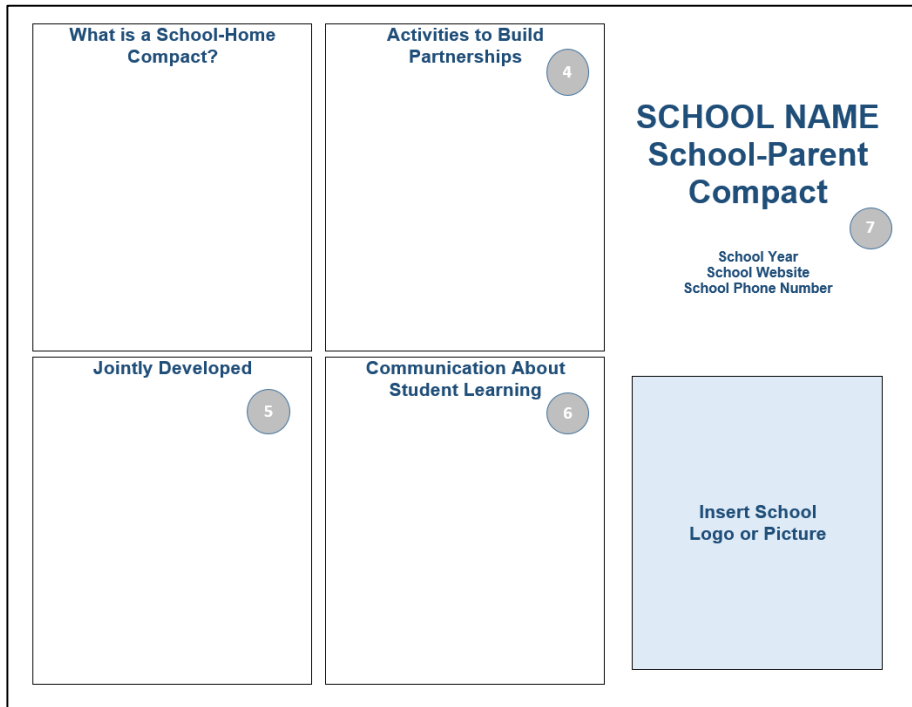 What is a School-Home
Compact?
Activities to Build
Partnerships
4
SCHOOL NAME
School-Parent
Compact
7
School Year
School Website
School Phone Number
Jointly Developed
5
Communication About
Student Learning
6
Insert School
Logo or Picture